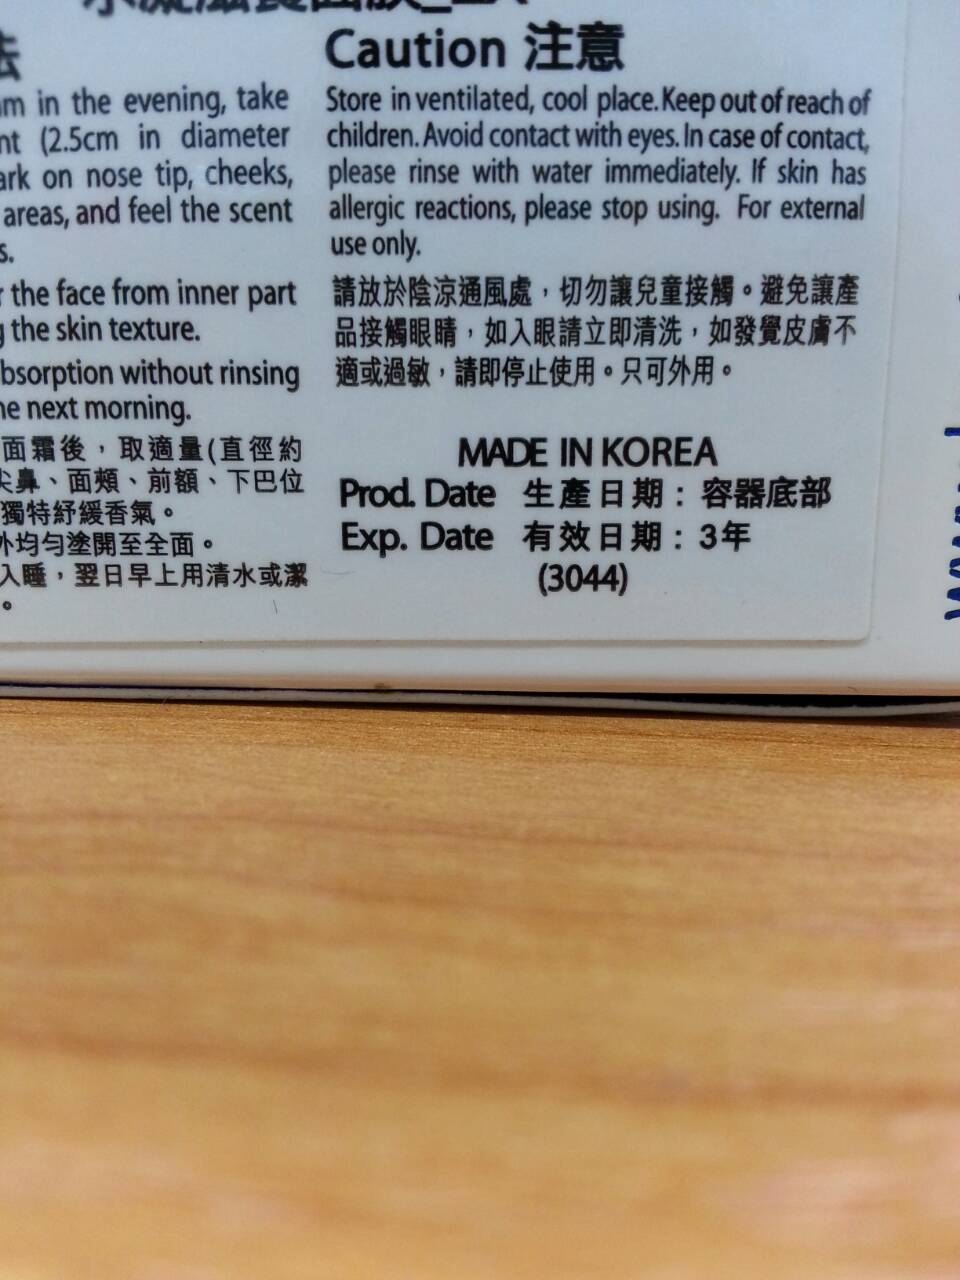 Caution 注意
m in the evening, take
nt (2.5cm in diameter
ark on nose tip, cheeks,
areas, and feel the scent
s.
r the face from inner part
g the skin texture.
bsorption without rinsing
he next morning.
面霜後，取適量(直徑約
尖鼻、面頰、前額、下巴位
獨特紓緩香氣。
外均勻塗開至全面。
入睡，翌日早上用清水或潔
。
Store in ventilated, cool place. Keep out of reach of
children. Avoid contact with eyes. In case of contact,
please rinse with water immediately. If skin has
allergic reactions, please stop using. For external
use only.
請放於陰涼通風處，切勿讓兒童接觸。避免讓產
品接觸眼睛，如入眼請立即清洗，如發覺皮膚不
適或過敏，請即停止使用。只可外用。
MADE IN KOREA
Prod. Date 生產日期：容器底部
Exp. Date 有效日期：3年
(3044)